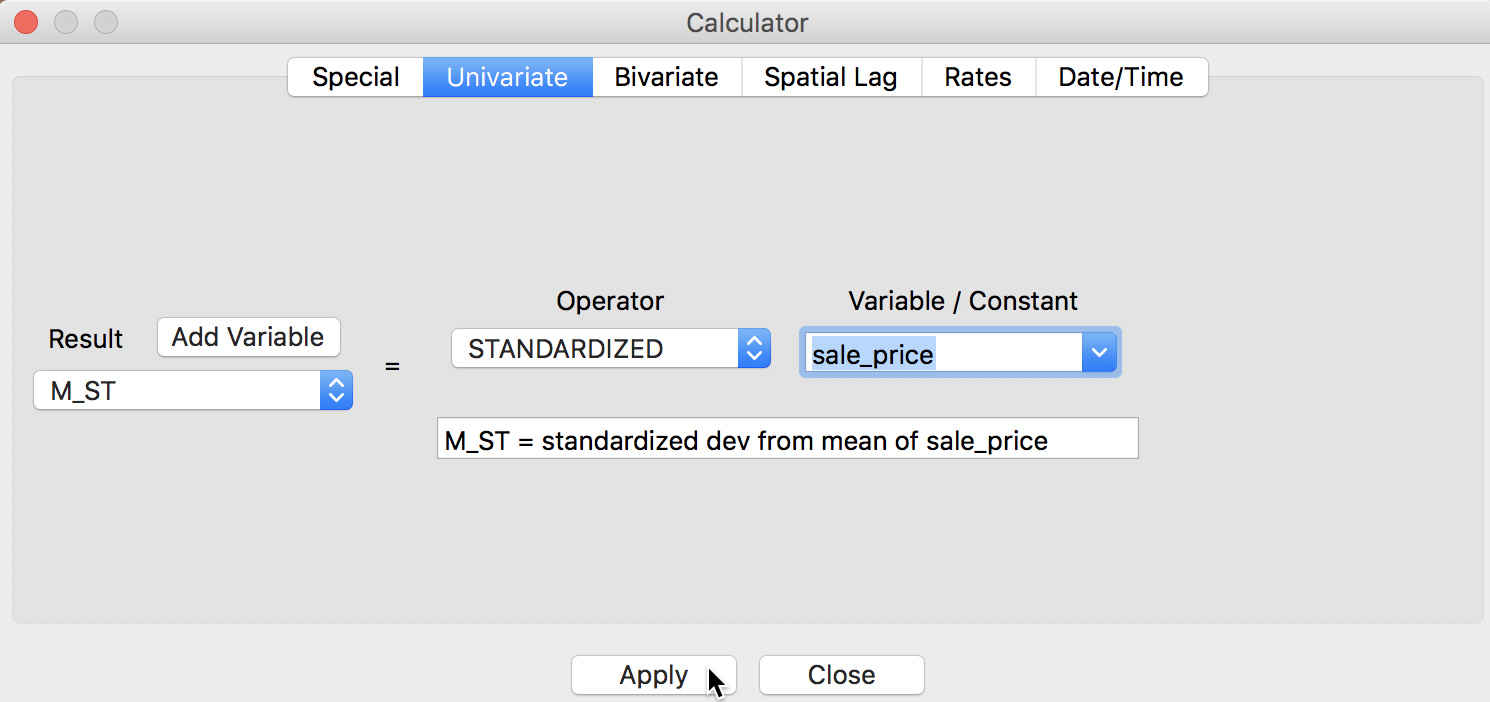 Calculator
Special Univariate Bivariate Spatial Lag Rates Date/Time
Operator Variable / Constant
Result Add Variable
STANDARDIZED sale_price
=
M_ST
M_ST = standardized dev from mean of sale_price
Apply Close